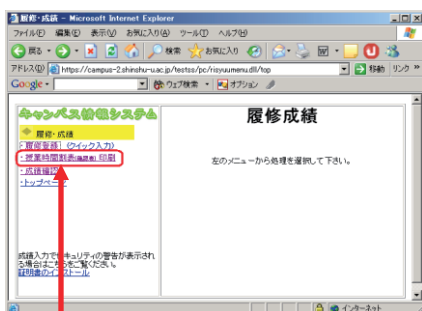 履修・成績 - Microsoft Internet Explorer
ファイル(F) 編集(E) 表示(V) お気に入り(A) ツール(T) ヘルプ(H)
戻る 検索 お気に入り
アドレス(D) https://campus-2.shinshu-u.ac.jp/testss/pc/risyuumenu.dll/top 移動 リンク »
Google ウェブ検索 オプション
キャンパス情報システム
履修・成績
・履修登録 (クイック入力)
・授業時間割表(確認表) 印刷
・成績確認
・トップページ
成績入力でセキュリティの警告が表示され
る場合はこちらをご覧ください。
証明書のインストール
履修成績
左のメニューから処理を選択して下さい。
インターネット